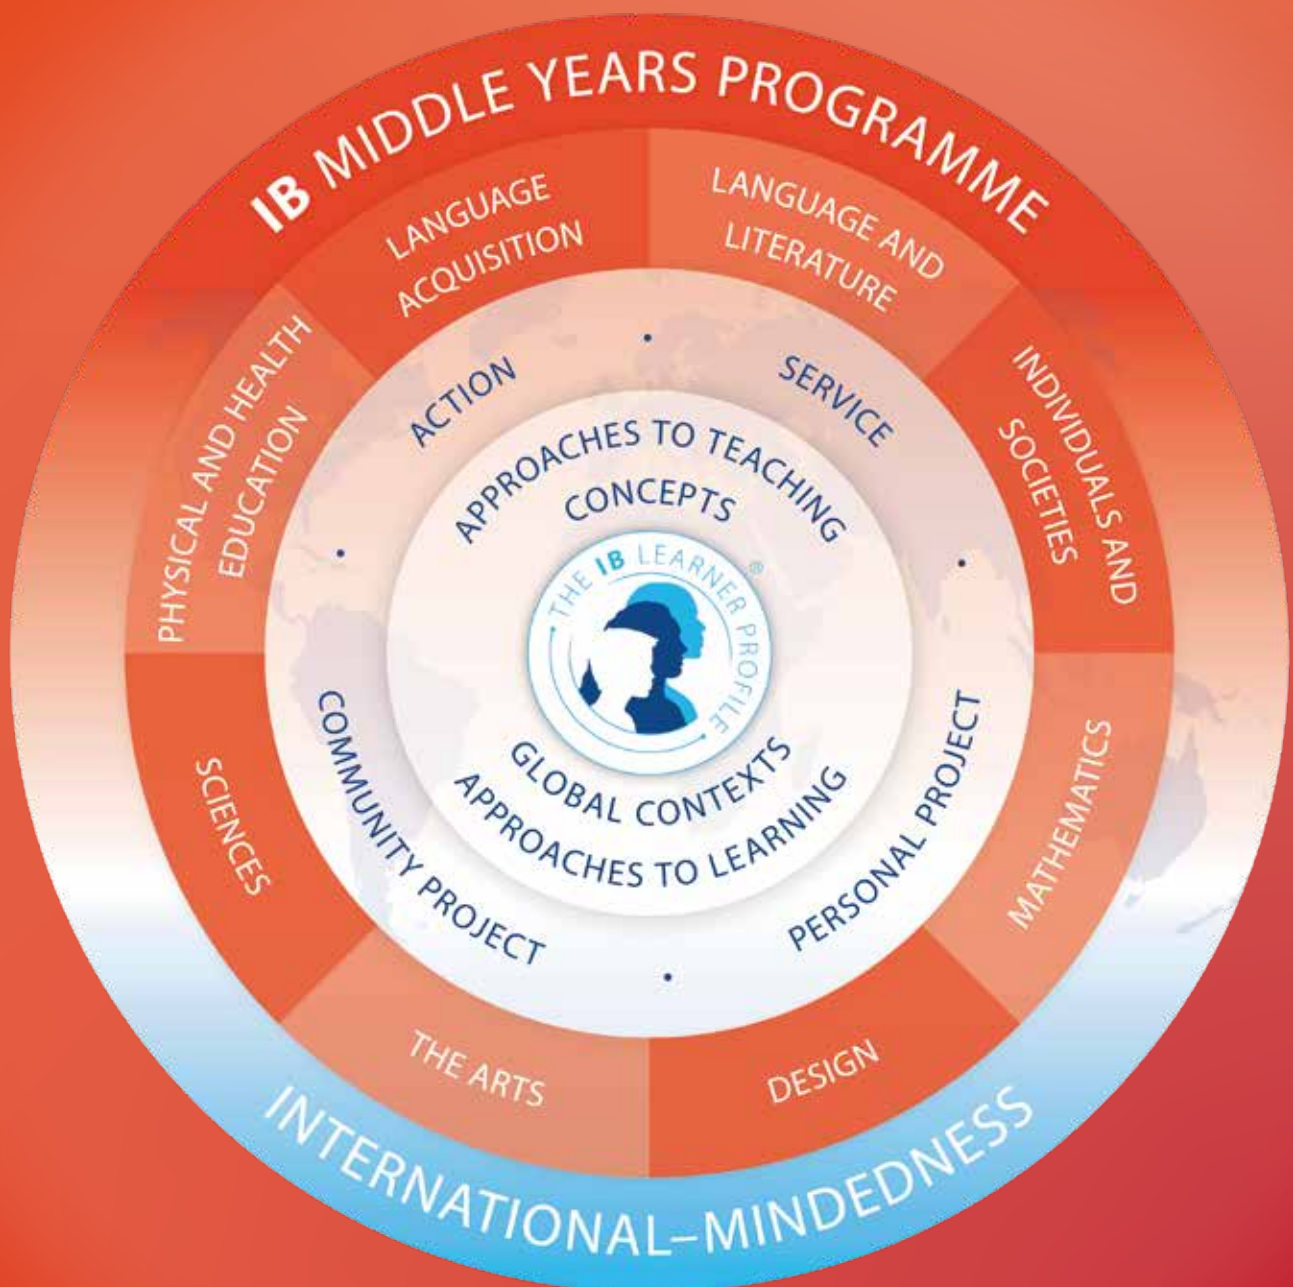 IB MIDDLE YEARS PROGRAMME
LANGUAGE
ACQUISITION
LANGUAGE AND
LITERATURE
PHYSICAL AND HEALTH
EDUCATION
INDIVIDUALS AND
SOCIETIES
ACTION
SERVICE
APPROACHES TO TEACHING
CONCEPTS
THE IB LEARNER PROFILE ®
GLOBAL CONTEXTS
APPROACHES TO LEARNING
COMMUNITY PROJECT
PERSONAL PROJECT
SCIENCES
MATHEMATICS
THE ARTS
DESIGN
INTERNATIONAL–MINDEDNESS